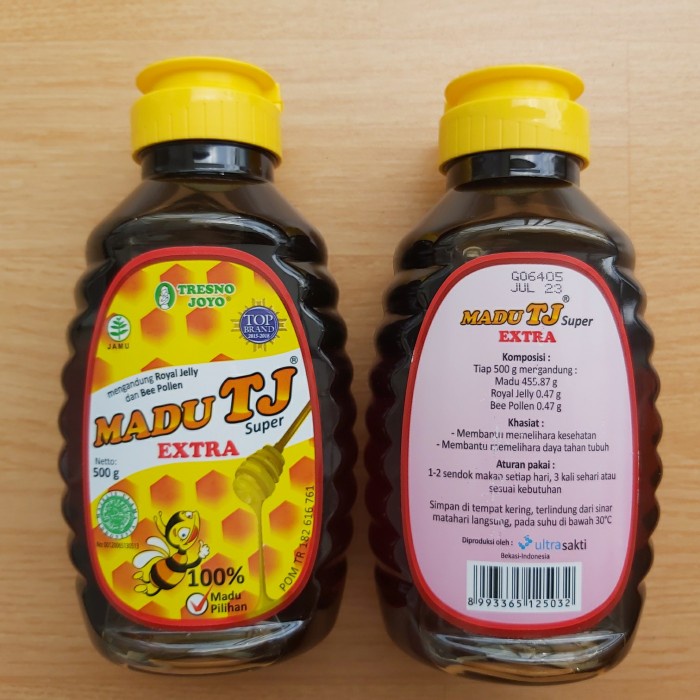 TRESNO
JOYO®
JAMU
TOP
BRAND
mengandung Royal Jelly
dan Bee Pollen
MADU TJ®
Super
EXTRA
Netto:
500 g
100%
Madu
Pilihan
POM TR 182 616 761
G06405
JUL 23
MADU TJ® Super
EXTRA
Komposisi :
Tiap 500 g mengandung :
Madu 455.87 g
Royal Jelly 0.47 g
Bee Pollen 0.47 g
Khasiat :
- Membantu memelihara kesehatan
- Membantu memelihara daya tahan tubuh
Aturan pakai :
1-2 sendok makan setiap hari, 3 kali sehari atau
sesuai kebutuhan
Simpan di tempat kering, terlindung dari sinar
matahari langsung, pada suhu di bawah 30°C
Diproduksi oleh : ultrasakti
Bekasi-Indonesia
8 993365 125032